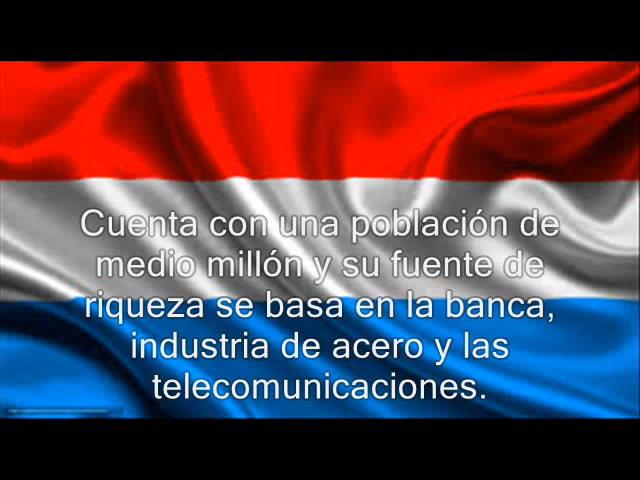 Cuenta con una población de
medio millón y su fuente de
riqueza se basa en la banca,
industria de acero y las
telecomunicaciones.